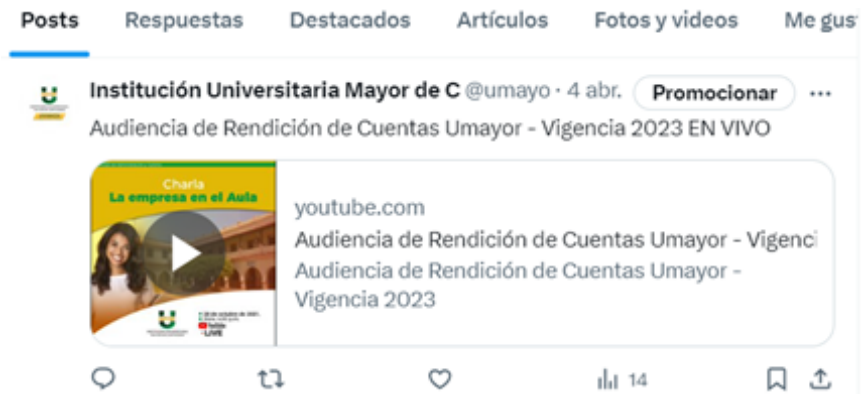 Posts Respuestas Destacados Artículos Fotos y videos Me gus
Institución Universitaria Mayor de C @umayo · 4 abr. Promocionar ...
Audiencia de Rendición de Cuentas Umayor - Vigencia 2023 EN VIVO
Charla
La empresa en el Aula
youtube.com
Audiencia de Rendición de Cuentas Umayor - Vigenci
Audiencia de Rendición de Cuentas Umayor -
Vigencia 2023
LIVE
14